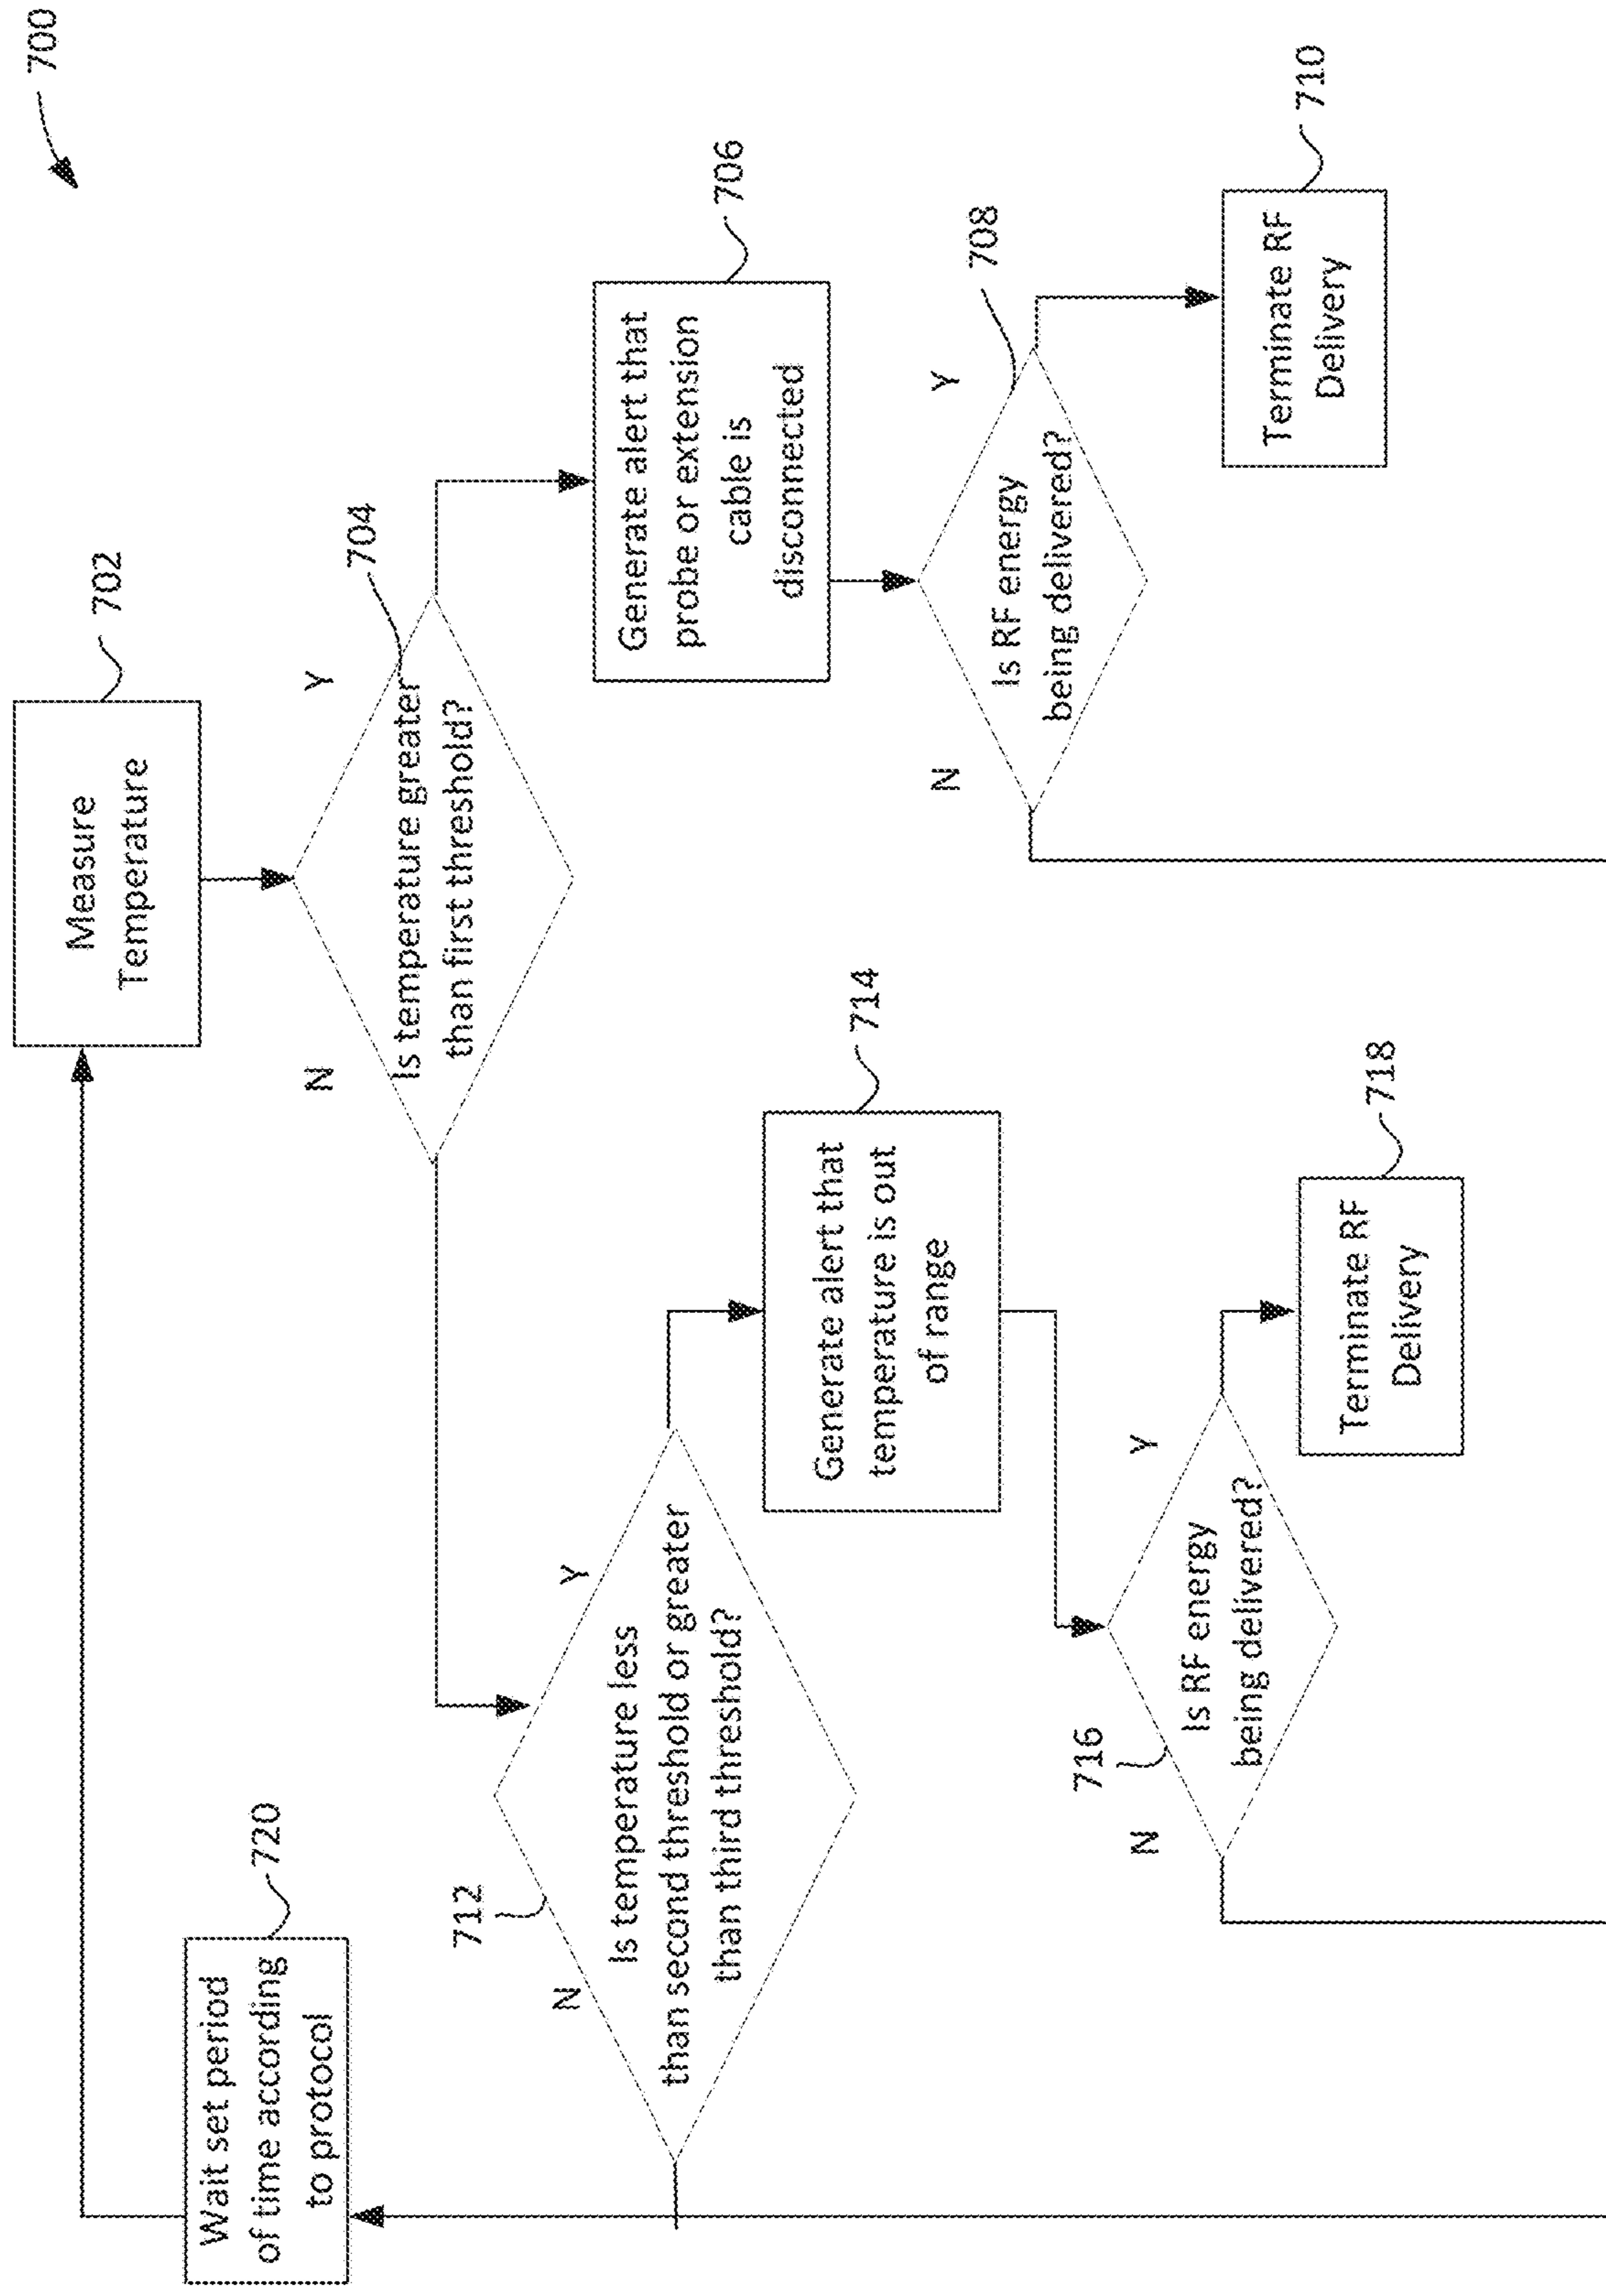 700
Measure
Temperature
702
Is temperature greater
than first threshold?
704
Y
N
Generate alert that
probe or extension
cable is
disconnected
706
Is RF energy
being delivered?
708
Y
N
Terminate RF
Delivery
710
Is temperature less
than second threshold or greater
than third threshold?
712
Y
N
Generate alert that
temperature is out
of range
714
Is RF energy
being delivered?
716
Y
N
Terminate RF
Delivery
718
Wait set period
of time according
to protocol
720